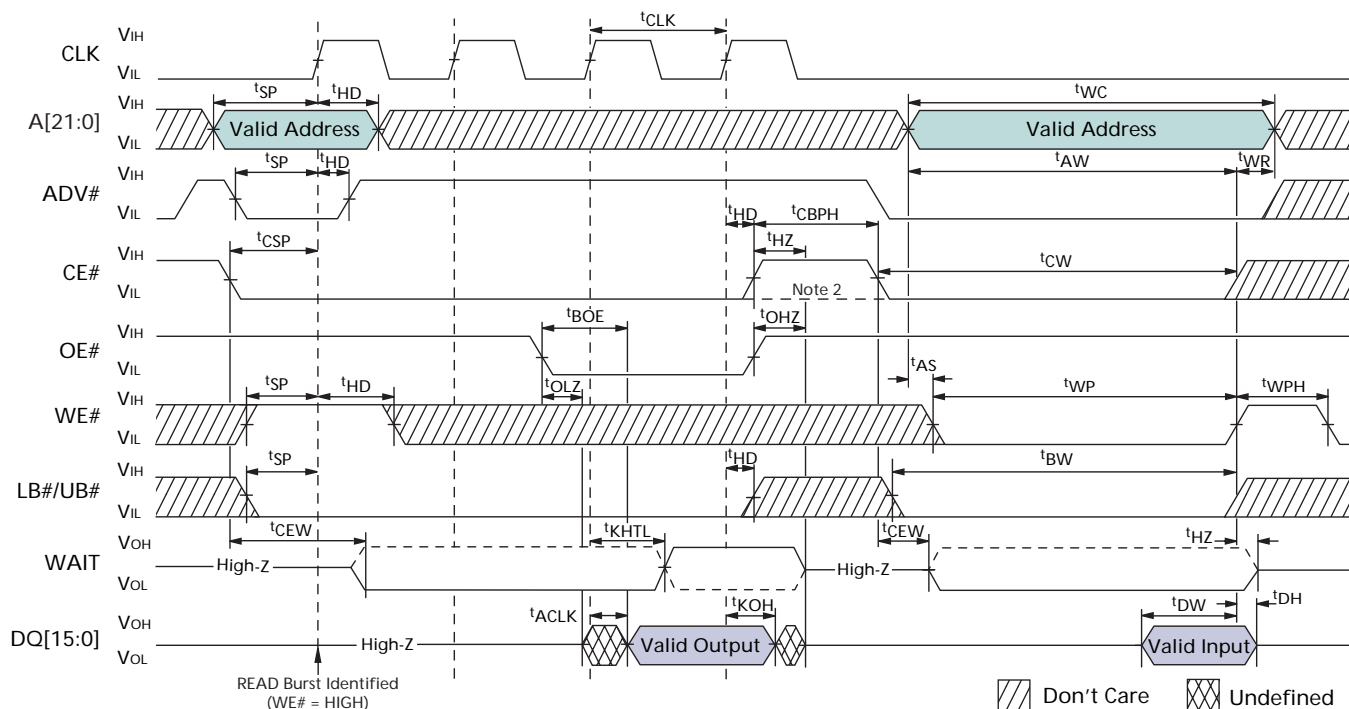 tCLK
CLK
VIH
VIL
tSP
tHD
tWC
A[21:0]
VIH
VIL
Valid Address
Valid Address
tSP
tHD
tAW
tWR
ADV#
VIH
VIL
tHD
tCBPH
tCSP
tHZ
CE#
VIH
VIL
tCW
Note 2
tBOE
tOHZ
OE#
VIH
VIL
tAS
tSP
tHD
tOLZ
tWP
tWPH
WE#
VIH
VIL
tSP
tHD
tBW
LB#/UB#
VIH
VIL
tCEW
tKHTL
tCEW
tHZ
WAIT
VOH
VOL
High-Z
High-Z
tACLK
tKOH
tDW
tDH
DQ[15:0]
VOH
VOL
High-Z
Valid Output
Valid Input
READ Burst Identified
(WE# = HIGH)
Don't Care
Undefined